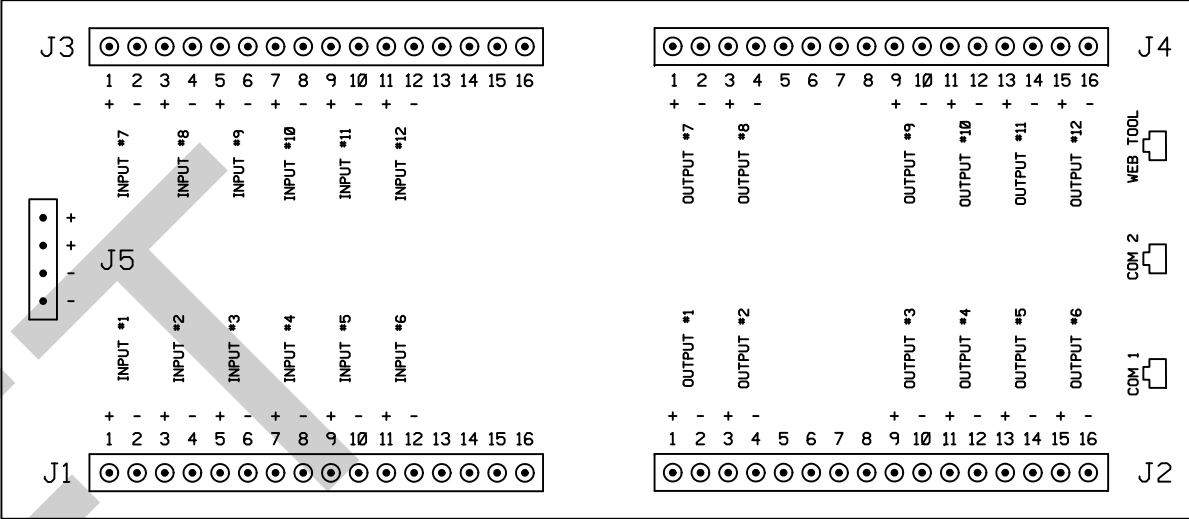 J3
1 2 3 4 5 6 7 8 9 10 11 12 13 14 15 16
+ - + - + - + - + - + -
INPUT #7
INPUT #8
INPUT #9
INPUT #10
INPUT #11
INPUT #12
J4
1 2 3 4 5 6 7 8 9 10 11 12 13 14 15 16
+ - + - + - + - + - + -
OUTPUT #7
OUTPUT #8
OUTPUT #9
OUTPUT #10
OUTPUT #11
OUTPUT #12
WEB TOOL
+
+
-
-
J5
COM 2
INPUT #1
INPUT #2
INPUT #3
INPUT #4
INPUT #5
INPUT #6
+ - + - + - + - + - + -
1 2 3 4 5 6 7 8 9 10 11 12 13 14 15 16
J1
OUTPUT #1
OUTPUT #2
OUTPUT #3
OUTPUT #4
OUTPUT #5
OUTPUT #6
COM 1
+ - + - + - + - + - + -
1 2 3 4 5 6 7 8 9 10 11 12 13 14 15 16
J2